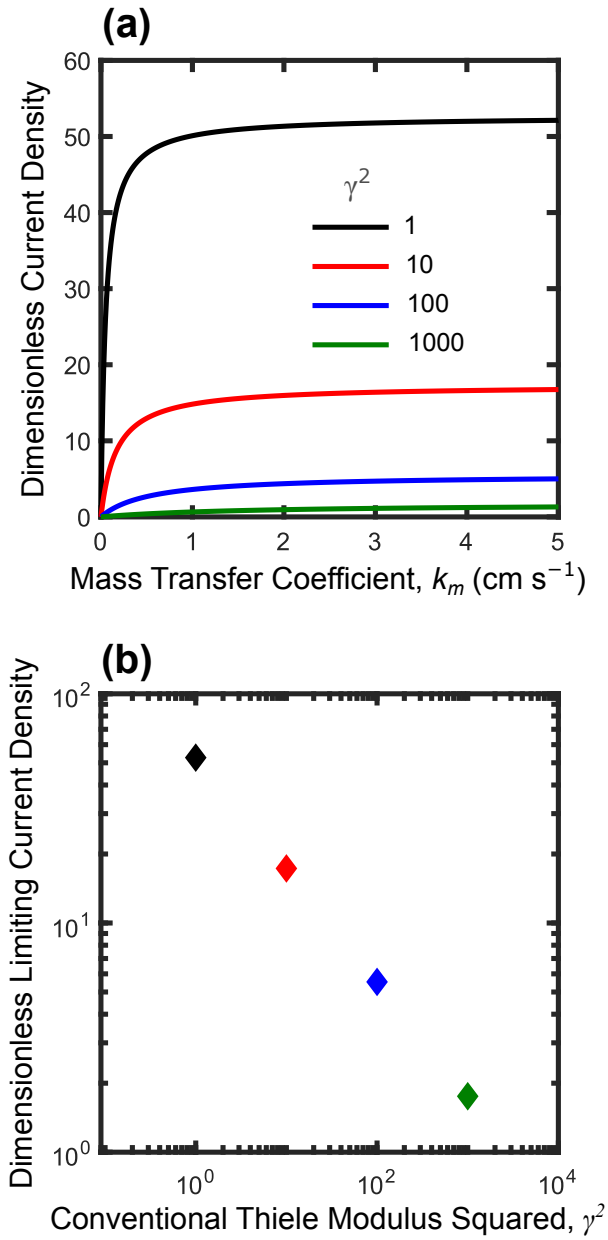 (a)
Dimensionless Current Density
60
50
40
30
20
10
0
γ²
1
10
100
1000
0 1 2 3 4 5
Mass Transfer Coefficient, kₘ (cm s⁻¹)
(b)
Dimensionless Limiting Current Density
10²
10¹
10⁰
10⁰ 10² 10⁴
Conventional Thiele Modulus Squared, γ²